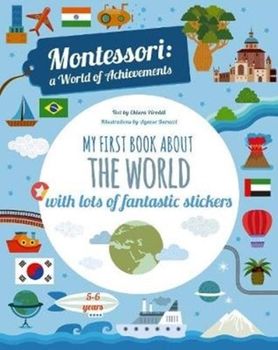 Montessori:
a World of Achievements
Text by Chiara Piroddi
Illustrations by Agnese Baruzzi
MY FIRST BOOK ABOUT
THE WORLD
with lots of fantastic stickers
5-6
years